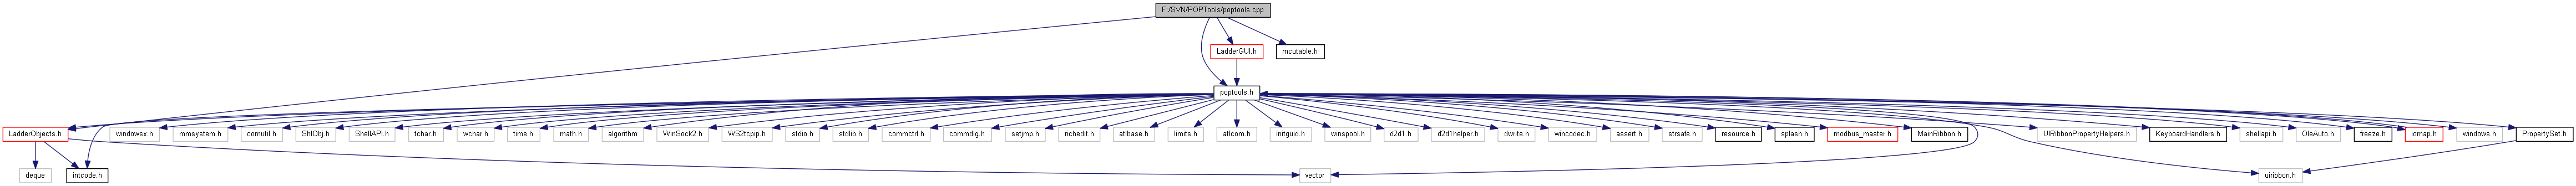 F:/SVN/POPTools/poptools.cpp
LadderGUI.h
mcutable.h
poptools.h
LadderObjects.h
windowsx.h
mmsystem.h
comutil.h
ShlObj.h
ShellAPI.h
tchar.h
wchar.h
time.h
math.h
algorithm
WinSock2.h
WS2tcpip.h
stdio.h
stdlib.h
commctrl.h
commdlg.h
setjmp.h
richedit.h
atlbase.h
limits.h
atlcom.h
initguid.h
winspool.h
d2d1.h
d2d1helper.h
dwrite.h
wincodec.h
assert.h
strsafe.h
resource.h
splash.h
modbus_master.h
MainRibbon.h
UIRibbonPropertyHelpers.h
KeyboardHandlers.h
shellapi.h
OleAuto.h
freeze.h
iomap.h
windows.h
PropertySet.h
deque
intcode.h
vector
uiribbon.h